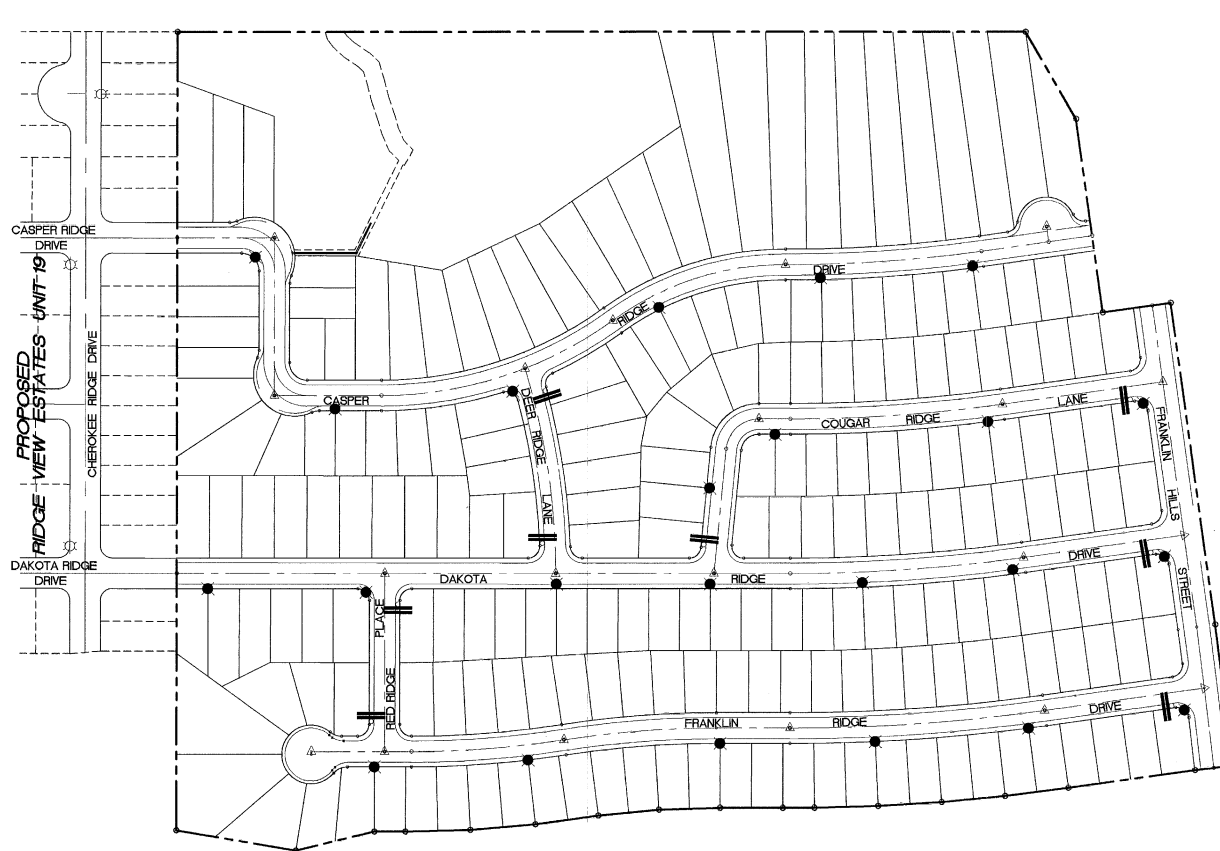 CASPER RIDGE
DRIVE
PROPOSED
RIDGE VIEW ESTATES UNIT 19
CHEROKEE RIDGE DRIVE
DAKOTA RIDGE
DRIVE
CASPER
RIDGE
DRIVE
DEER RIDGE LANE
COUGAR RIDGE LANE
FRANKLIN HILLS STREET
DAKOTA RIDGE DRIVE
PLACE
RED RIDGE
FRANKLIN RIDGE DRIVE